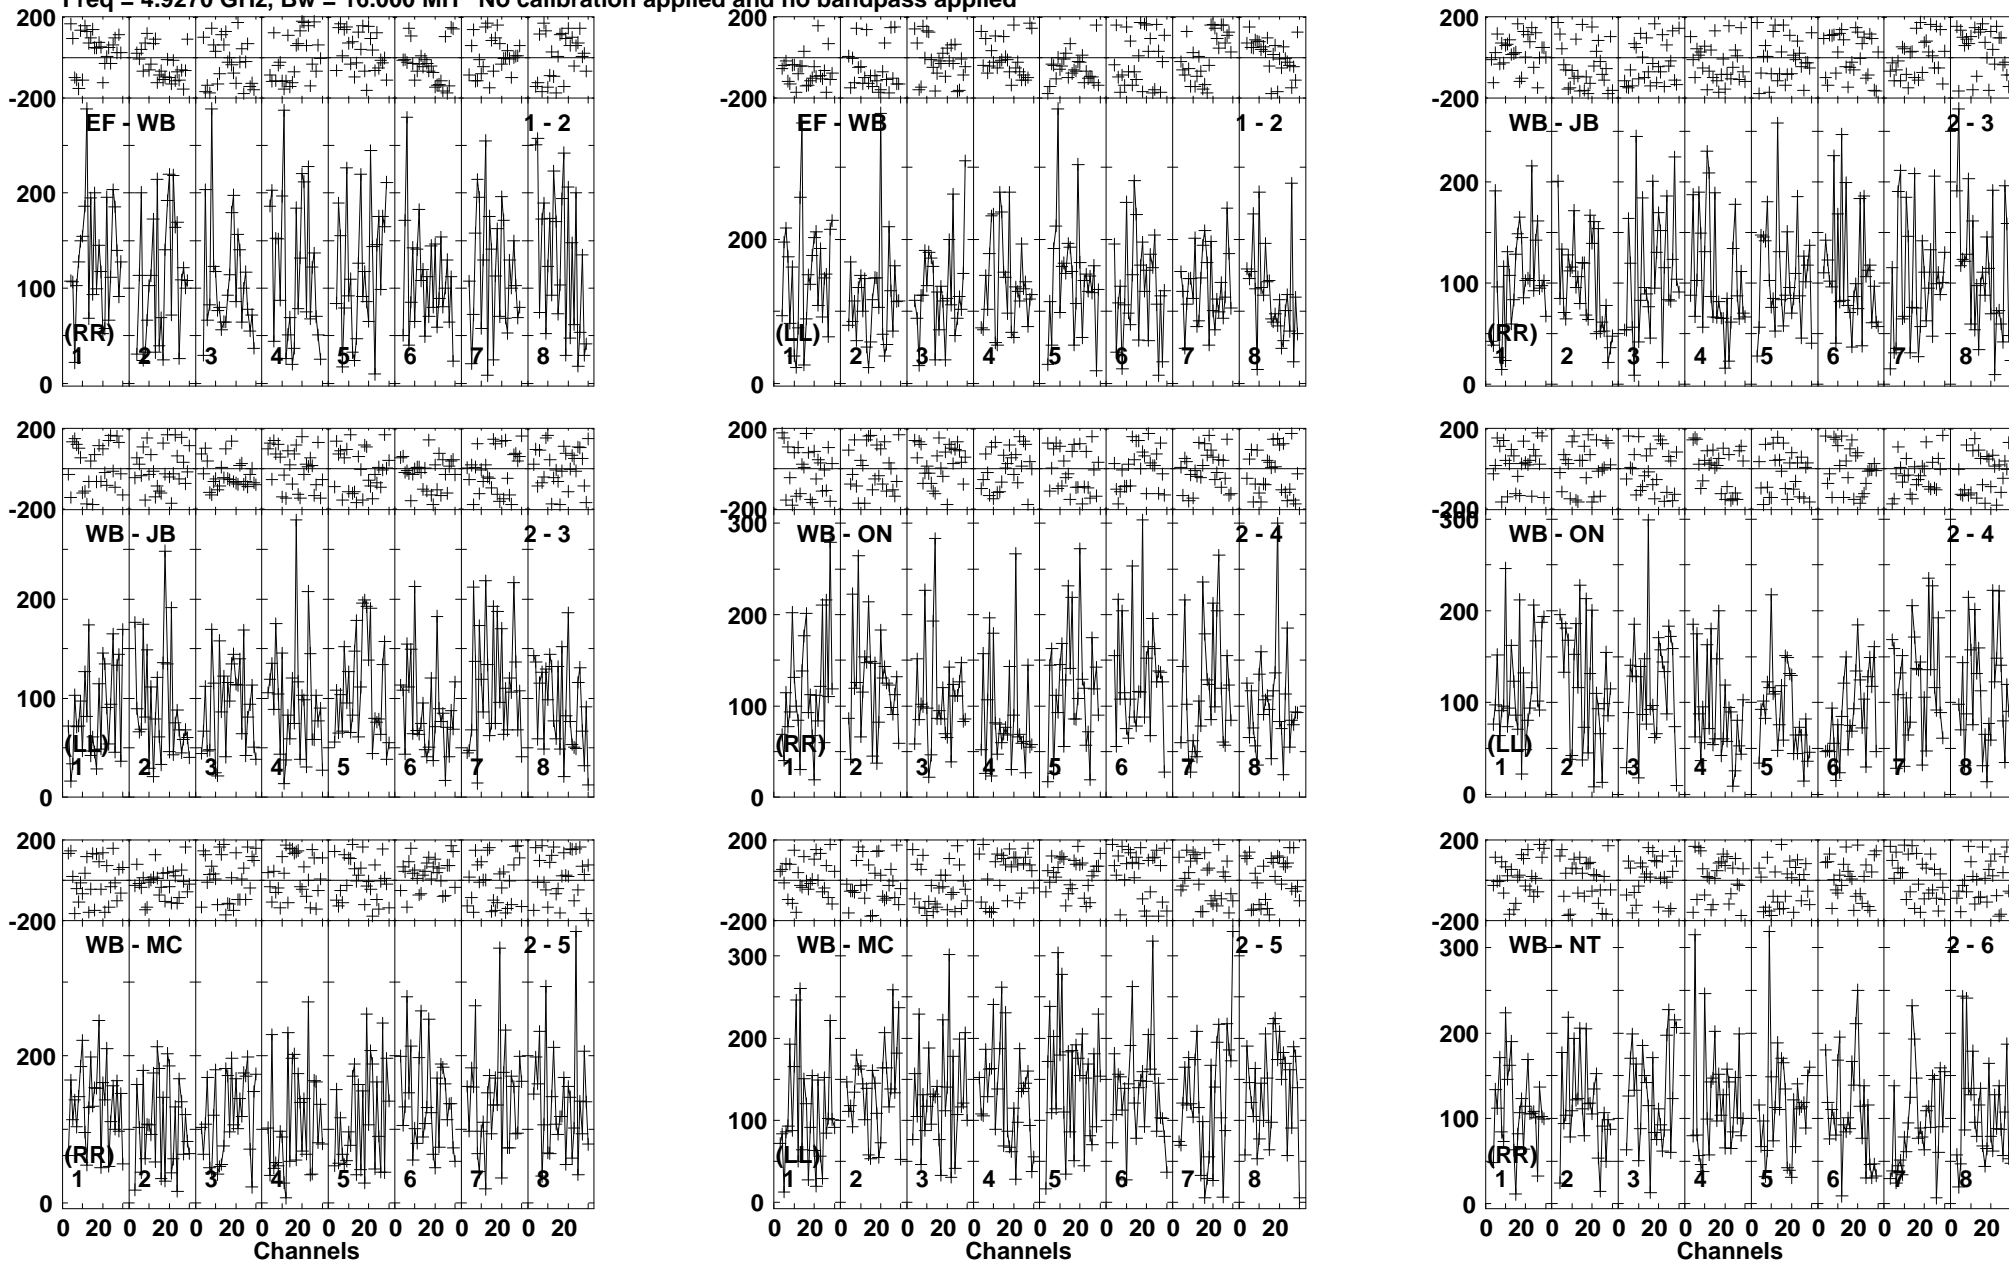 Freq = 4.9270 GHz, Bw = 16.000 MH No calibration applied and no bandpass applied
200 200 200
-200 -200 -200
EF - WB 1 - 2 EF - WB 1 - 2 WB - JB 2 - 3
200 200 200
100 100
(RR) (LL) (RR)
1 2 3 4 5 6 7 8 1 2 3 4 5 6 7 8 1 2 3 4 5 6 7 8
0 0 0
200 200 200
-200 -200 -200
300 300
WB - JB 2 - 3 WB - ON 2 - 4 WB - ON 2 - 4
200 200 200
100 100 100
(LL) (RR) (LL)
1 2 3 4 5 6 7 8 1 2 3 4 5 6 7 8 1 2 3 4 5 6 7 8
0 0 0
200 200 200
-200 -200 -200
WB - MC 2 - 5 WB - MC 2 - 5 WB - NT 2 - 6
300 300
200 200 200
100 100
(RR) (LL) (RR)
1 2 3 4 5 6 7 8 1 2 3 4 5 6 7 8 1 2 3 4 5 6 7 8
0 0 0
0 20 0 20 0 20 0 20 0 20 0 20 0 20 0 20 0 20 0 20 0 20 0 20 0 20 0 20 0 20 0 20 0 20 0 20 0 20 0 20 0 20 0 20 0 20 0 20
Channels Channels Channels